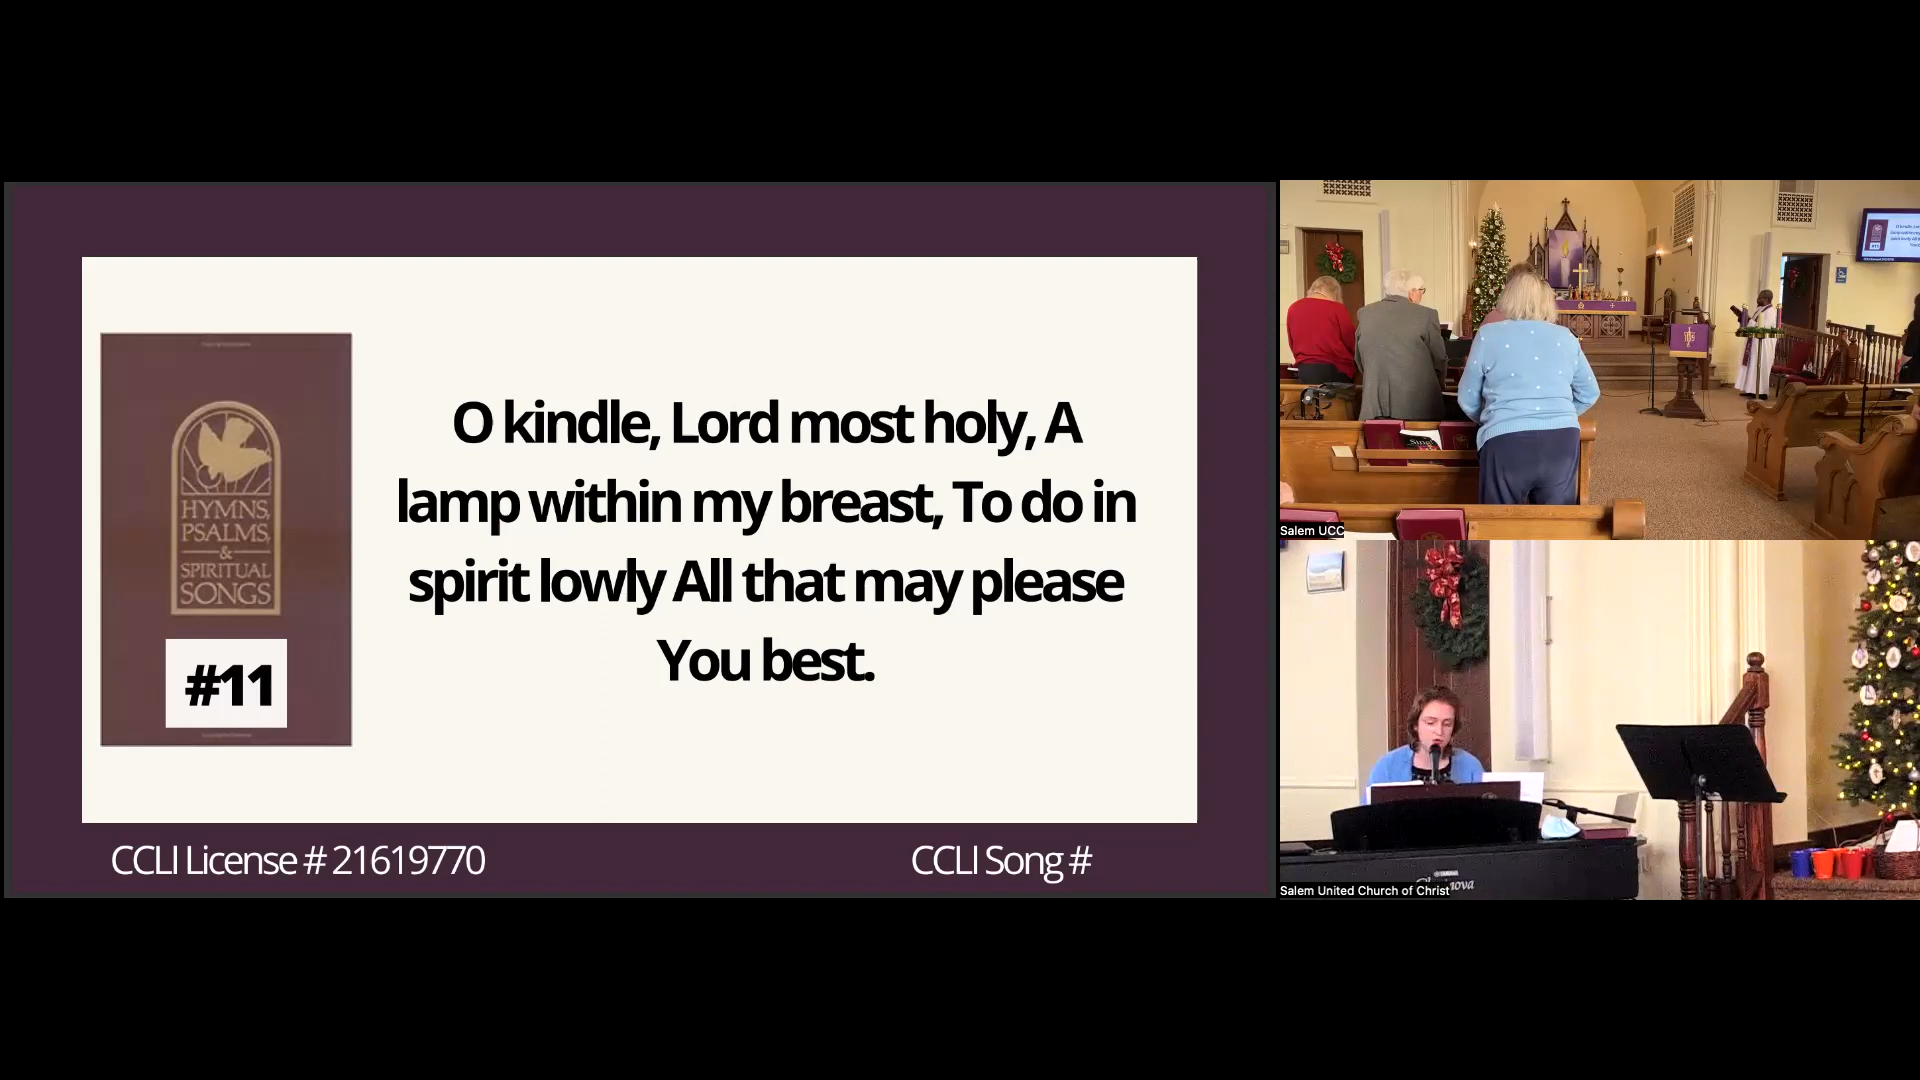 O kindle, Lord most holy, A
lamp within my breast, To do in
spirit lowly All that may please
You best.
HYMNS,
PSALMS,
&
SPIRITUAL
SONGS
#11
CCLI License # 21619770
CCLI Song #
Salem UCC
Salem United Church of Christ